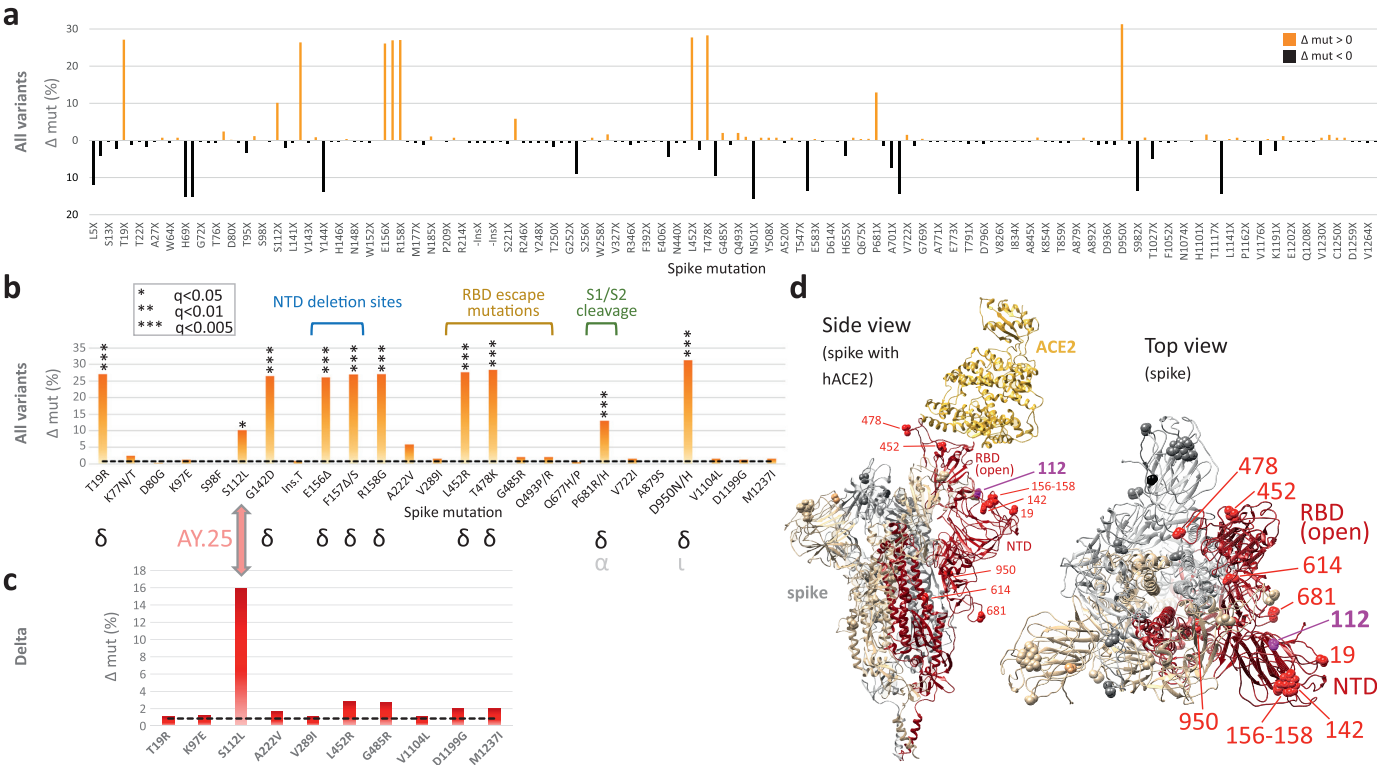 a
All variants
Δ mut (%)
30
20
10
0
10
20
Δ mut > 0
Δ mut < 0
L5X
S13X
T19X
T22X
A27X
W64X
H69X
G72X
T76X
D80X
T95X
S98X
S112X
L141X
V143X
Y144X
H146X
N148X
W152X
E156X
R158X
M177X
N185X
P209X
R214X
-InsX
-InsX
S221X
R246X
Y248X
T250X
G252X
S256X
W258X
V327X
R346X
F392X
E406X
N440X
L452X
T478X
G485X
Q493X
N501X
Y508X
A520X
T547X
E583X
D614X
H655X
Q675X
P681X
A701X
V722X
G769X
A771X
E773X
T791X
D796X
V826X
I834X
A845X
K854X
T859X
A879X
A892X
D936X
D950X
S982X
T1027X
F1052X
N1074X
H1101X
T1117X
L1141X
P1162X
V1176X
K1191X
E1202X
Q1208X
V1230X
C1250X
D1259X
V1264X
Spike mutation
b
* q<0.05
** q<0.01
*** q<0.005
NTD deletion sites
RBD escape
mutations
S1/S2
cleavage
All variants
Δ mut (%)
35
30
25
20
15
10
5
0
***
*
***
***
***
***
***
***
***
***
T19R
K77N/T
D80G
K97E
S98F
S112L
G142D
Ins.T
E156Δ
F157Δ/S
R158G
A222V
V289I
L452R
T478K
G485R
Q493P/R
Q677H/P
P681R/H
V722I
A879S
D950N/H
V1104L
D1199G
M1237I
Spike mutation
δ δ δ δ δ δ δ δ δ
α ι
AY.25
c
Delta
Δ mut (%)
18
16
14
12
10
8
6
4
2
0
T19R
K97E
S112L
A222V
V289I
L452R
G485R
V1104L
D1199G
M1237I
d
Side view
(spike with
hACE2)
ACE2
478
452
RBD
(open)
112
156-158
142
19
NTD
950
614
681
spike
Top view
(spike)
478
452
RBD
(open)
614
681
112
19
NTD
950
156-158
142